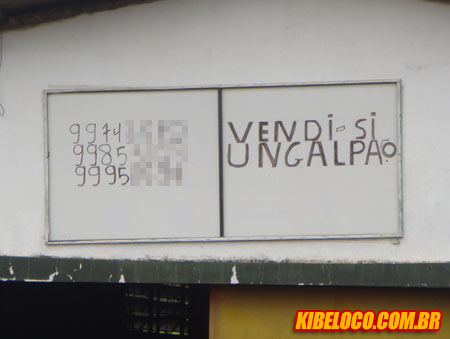 9974
9985
9995
VENDI-SI
UNGALPÃO
KIBELOCO.COM.BR